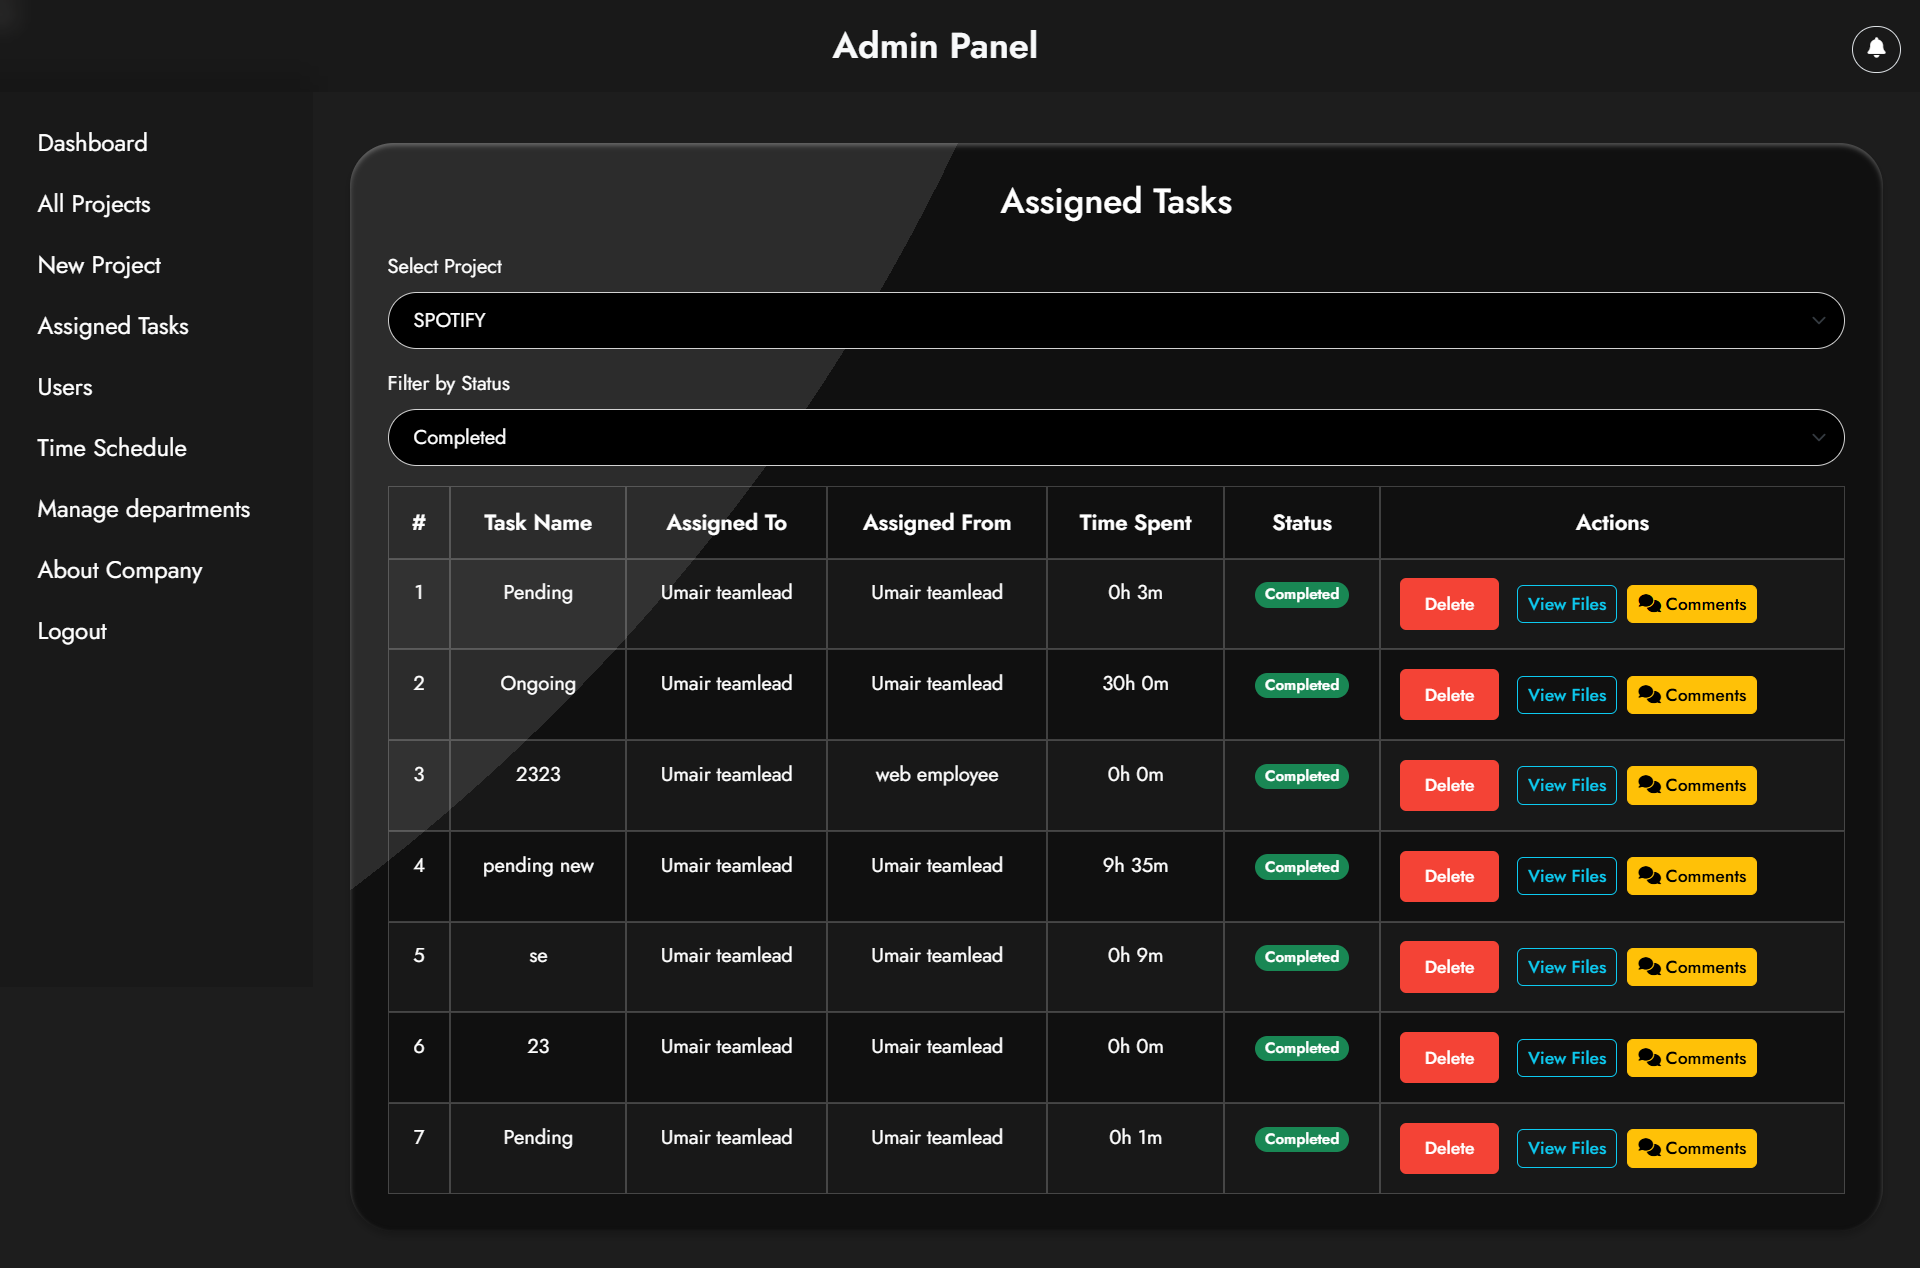 Admin Panel
Dashboard
All Projects
New Project
Assigned Tasks
Users
Time Schedule
Manage departments
About Company
Logout
Assigned Tasks
Select Project
SPOTIFY
Filter by Status
Completed
# Task Name Assigned To Assigned From Time Spent Status Actions
1 Pending Umair teamlead Umair teamlead 0h 3m Completed Delete View Files Comments
2 Ongoing Umair teamlead Umair teamlead 30h 0m Completed Delete View Files Comments
3 2323 Umair teamlead web employee 0h 0m Completed Delete View Files Comments
4 pending new Umair teamlead Umair teamlead 9h 35m Completed Delete View Files Comments
5 se Umair teamlead Umair teamlead 0h 9m Completed Delete View Files Comments
6 23 Umair teamlead Umair teamlead 0h 0m Completed Delete View Files Comments
7 Pending Umair teamlead Umair teamlead 0h 1m Completed Delete View Files Comments